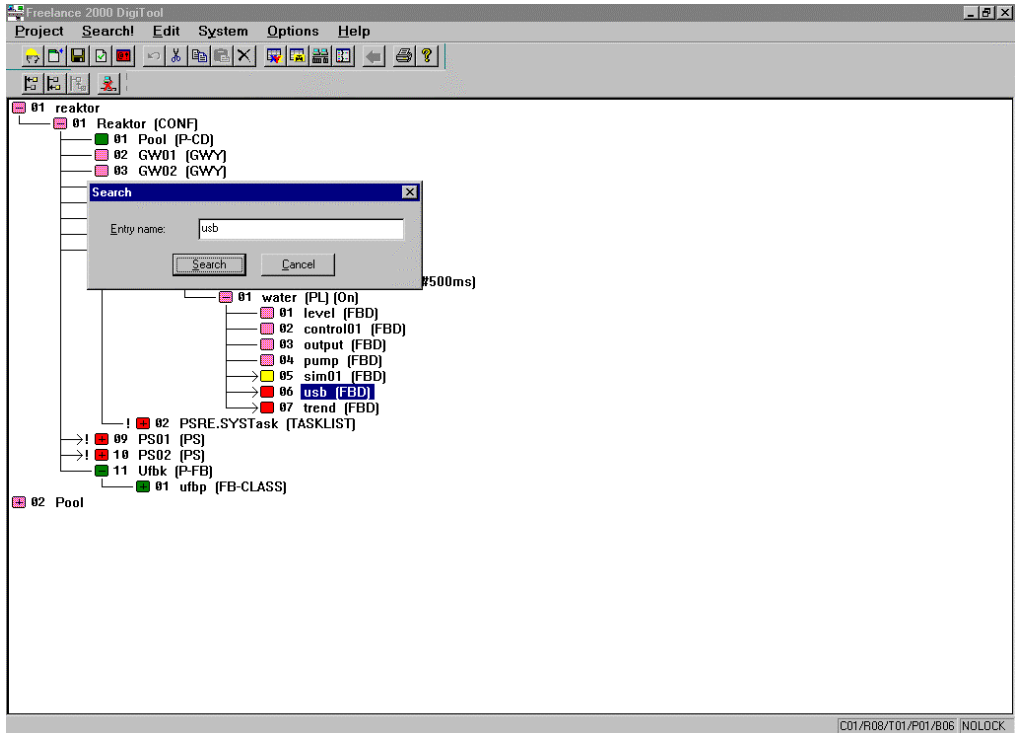 Freelance 2000 DigiTool
Project Search! Edit System Options Help
01 reaktor
01 Reaktor (CONF)
01 Pool (P-CD)
02 GW01 (GWY)
03 GW02 (GWY)
Search
Entry name: usb
Search Cancel
#500ms)
01 water (PL) (On)
01 level (FBD)
02 control01 (FBD)
03 output (FBD)
04 pump (FBD)
05 sim01 (FBD)
06 usb (FBD)
07 trend (FBD)
! 02 PSRE.SYSTask (TASKLIST)
! 09 PS01 (PS)
! 10 PS02 (PS)
11 Ufbk (P-FB)
01 ufbp (FB-CLASS)
02 Pool
C01/R08/T01/P01/B06 NOLOCK